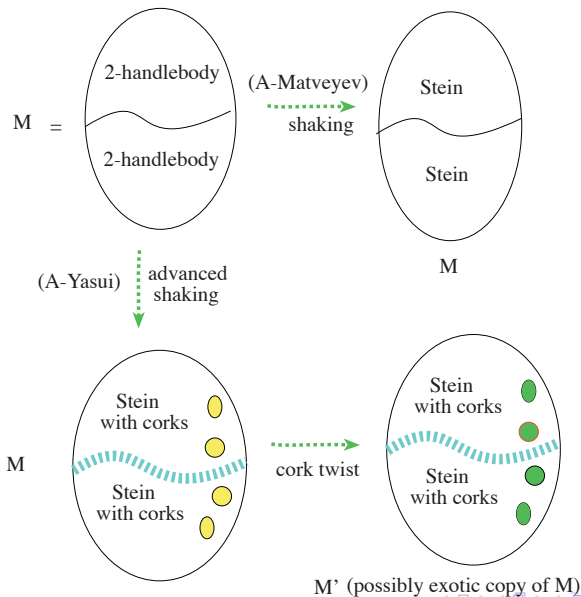 2-handlebody
M =
2-handlebody
(A-Matveyev)
shaking
Stein
Stein
M
(A-Yasui)
advanced
shaking
M
Stein
with corks
Stein
with corks
cork twist
Stein
with corks
Stein
with corks
M' (possibly exotic copy of M)